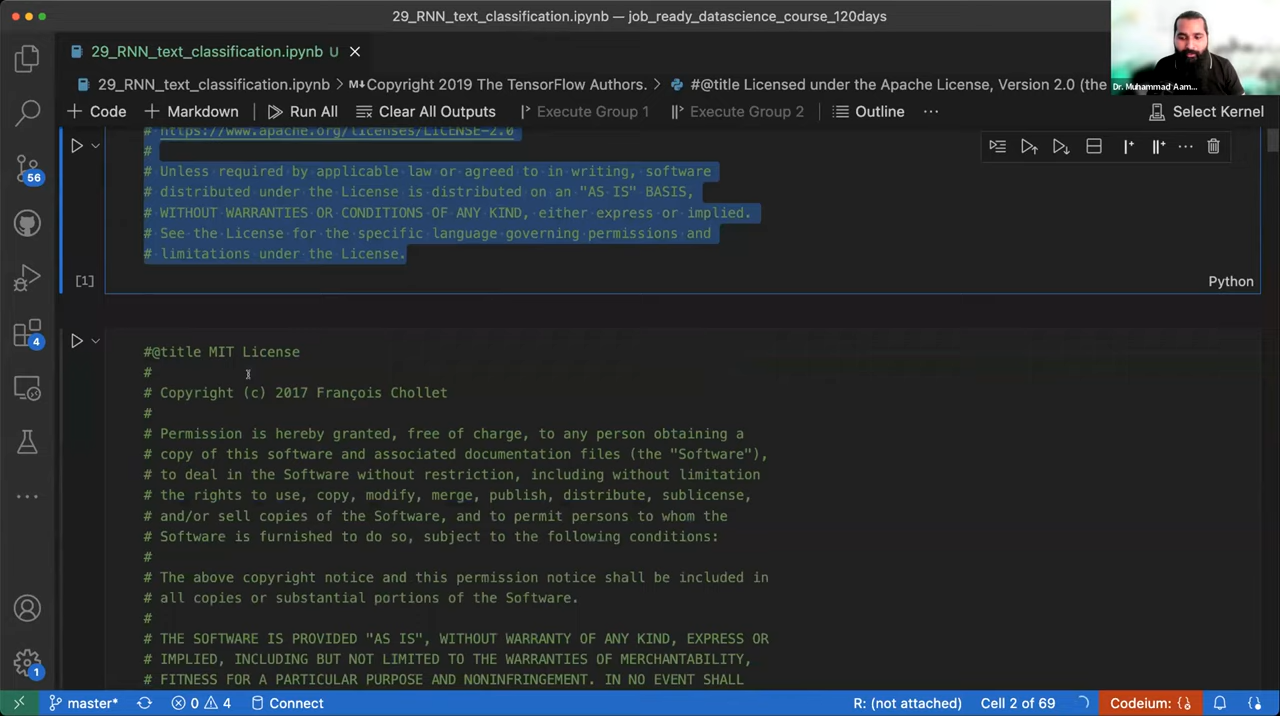 29_RNN_text_classification.ipynb — job_ready_datascience_course_120days
29_RNN_text_classification.ipynb U
29_RNN_text_classification.ipynb > M↓Copyright 2019 The TensorFlow Authors. > #@title Licensed under the Apache License, Version 2.0 (the
+ Code + Markdown Run All Clear All Outputs Execute Group 1 Execute Group 2 Outline ··· Select Kernel
# https://www.apache.org/licenses/LICENSE-2.0
#
# Unless required by applicable law or agreed to in writing, software
# distributed under the License is distributed on an "AS IS" BASIS,
# WITHOUT WARRANTIES OR CONDITIONS OF ANY KIND, either express or implied.
# See the License for the specific language governing permissions and
# limitations under the License.
[1] Python
#@title MIT License
#
# Copyright (c) 2017 François Chollet
#
# Permission is hereby granted, free of charge, to any person obtaining a
# copy of this software and associated documentation files (the "Software"),
# to deal in the Software without restriction, including without limitation
# the rights to use, copy, modify, merge, publish, distribute, sublicense,
# and/or sell copies of the Software, and to permit persons to whom the
# Software is furnished to do so, subject to the following conditions:
#
# The above copyright notice and this permission notice shall be included in
# all copies or substantial portions of the Software.
#
# THE SOFTWARE IS PROVIDED "AS IS", WITHOUT WARRANTY OF ANY KIND, EXPRESS OR
# IMPLIED, INCLUDING BUT NOT LIMITED TO THE WARRANTIES OF MERCHANTABILITY,
# FITNESS FOR A PARTICULAR PURPOSE AND NONINFRINGEMENT. IN NO EVENT SHALL
56
4
1
Dr. Muhammad Aam...
master* 0 4 Connect R: (not attached) Cell 2 of 69 Codeium: {}